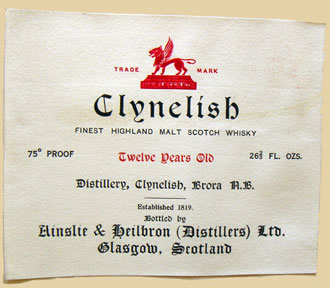 TRADE MARK
Clynelish
FINEST HIGHLAND MALT SCOTCH WHISKY
75° PROOF Twelve Years Old 26⅔ FL. OZS.
Distillery, Clynelish, Brora N.B.
Established 1819.
Bottled by
Ainslie & Heilbron (Distillers) Ltd.
Glasgow, Scotland